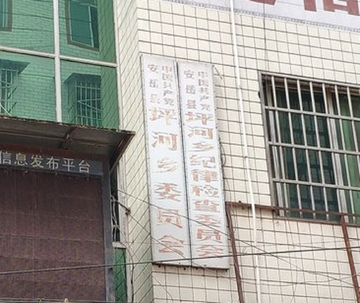 中国共产党
安岳县坪河乡委员会
中国共产党
安岳县坪河乡纪律检查委员会
信息发布平台